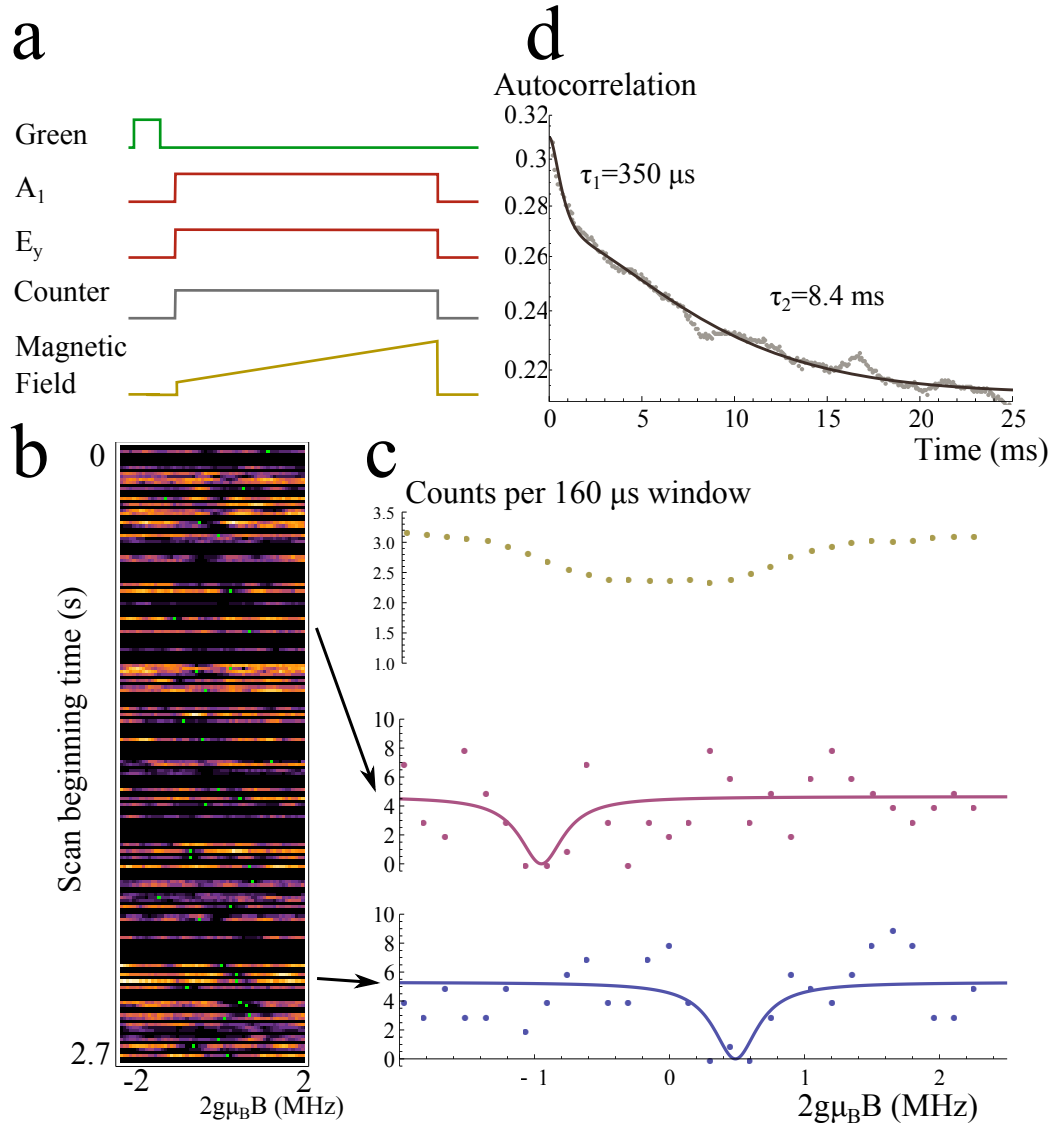 a
Green
A₁
E_y
Counter
Magnetic
Field
d
Autocorrelation
0.32
0.3
0.28
0.26
0.24
0.22
τ₁=350 μs
τ₂=8.4 ms
0 5 10 15 20 25
Time (ms)
b
0
2.7
Scan beginning time (s)
-2 2
2gμ_BB (MHz)
c
Counts per 160 μs window
3.5
3.0
2.5
2.0
1.5
1.0
10
8
6
4
2
0
10
8
6
4
2
0
- 1 0 1 2
2gμ_BB (MHz)